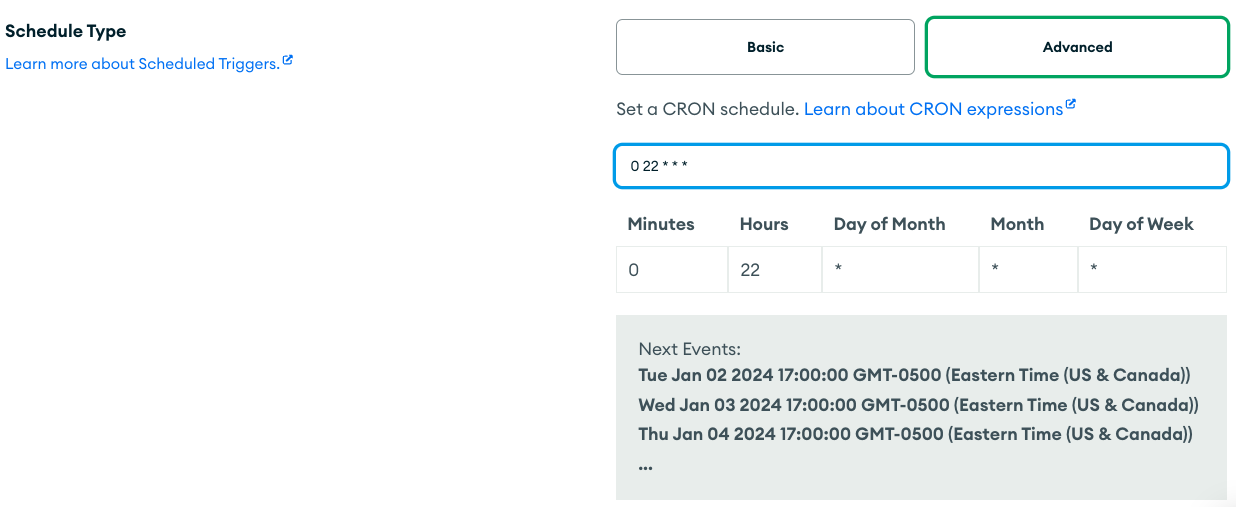 Schedule Type
Learn more about Scheduled Triggers.
Basic
Advanced
Set a CRON schedule. Learn about CRON expressions
0 22 * * *
Minutes Hours Day of Month Month Day of Week
0 22 * * *
Next Events:
Tue Jan 02 2024 17:00:00 GMT-0500 (Eastern Time (US & Canada))
Wed Jan 03 2024 17:00:00 GMT-0500 (Eastern Time (US & Canada))
Thu Jan 04 2024 17:00:00 GMT-0500 (Eastern Time (US & Canada))
...